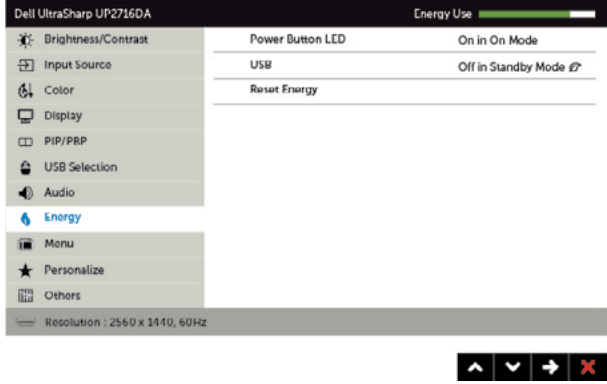 Dell UltraSharp UP2716DA
Energy Use
Brightness/Contrast
Power Button LED
On in On Mode
Input Source
USB
Off in Standby Mode
Color
Reset Energy
Display
PIP/PBP
USB Selection
Audio
Energy
Menu
Personalize
Others
Resolution : 2560 x 1440, 60Hz